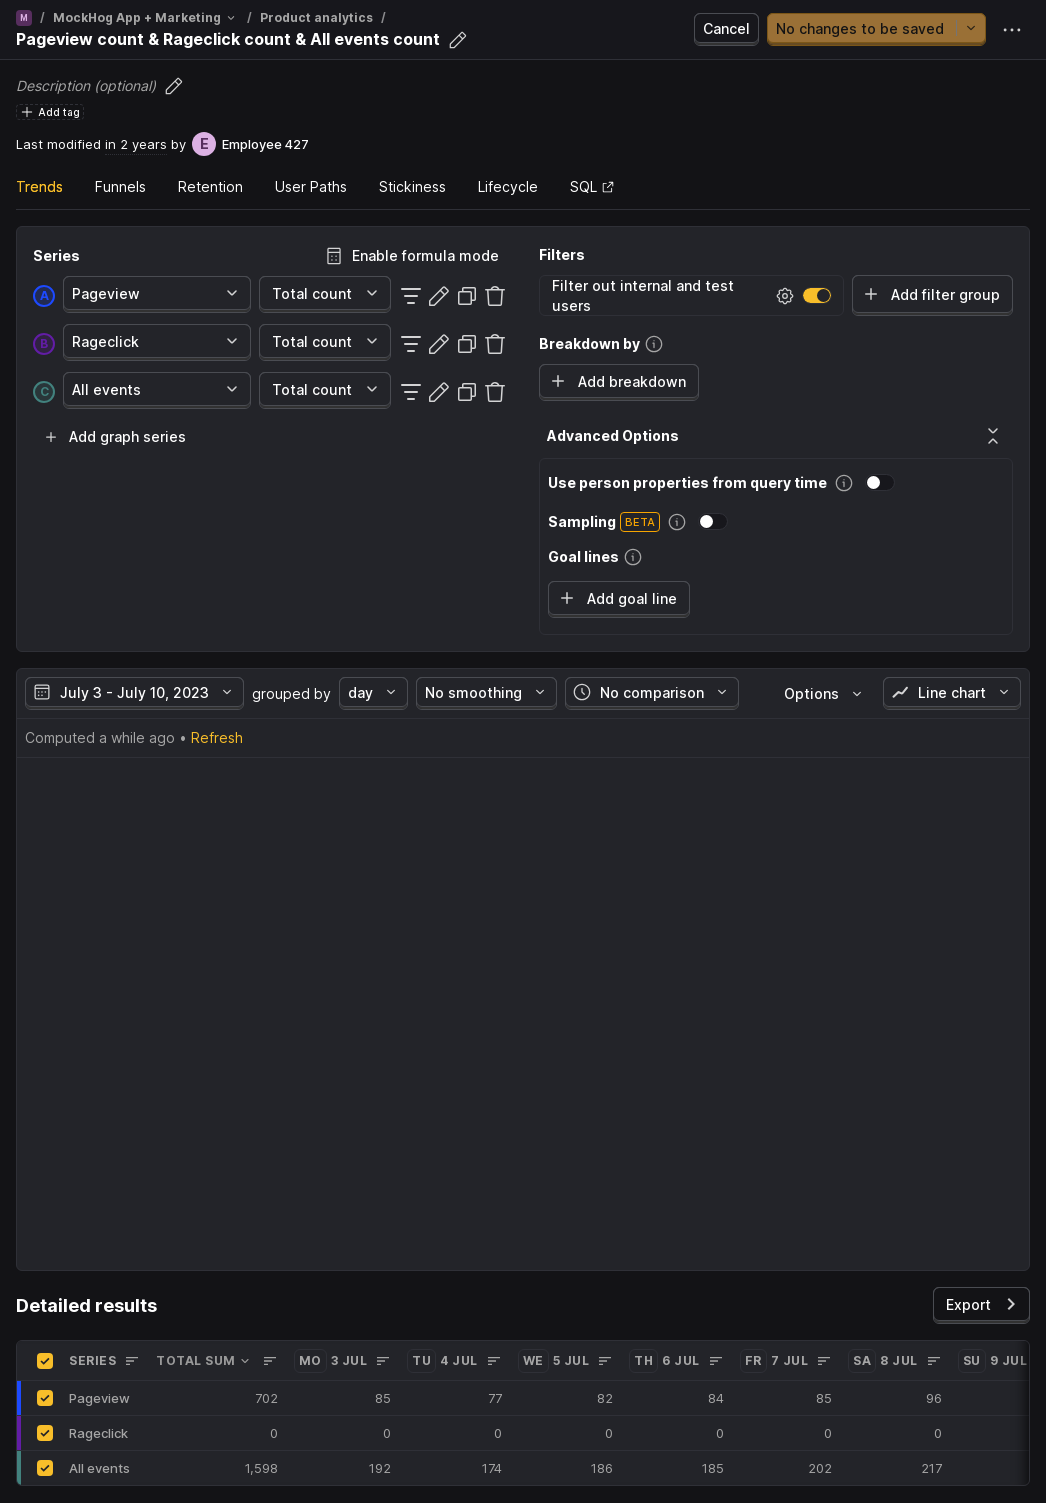 M / MockHog App + Marketing / Product analytics /
Pageview count & Rageclick count & All events count
Cancel
No changes to be saved
Description (optional)
Add tag
Last modified in 2 years by E Employee 427
Trends Funnels Retention User Paths Stickiness Lifecycle SQL
Series
Enable formula mode
A Pageview Total count
B Rageclick Total count
C All events Total count
Add graph series
Filters
Filter out internal and test
users
Add filter group
Breakdown by
Add breakdown
Advanced Options
Use person properties from query time
Sampling BETA
Goal lines
Add goal line
July 3 - July 10, 2023 grouped by day No smoothing No comparison Options Line chart
Computed a while ago • Refresh
Detailed results
Export
SERIES TOTAL SUM MO 3 JUL TU 4 JUL WE 5 JUL TH 6 JUL FR 7 JUL SA 8 JUL SU 9 JUL
Pageview 702 85 77 82 84 85 96
Rageclick 0 0 0 0 0 0 0
All events 1,598 192 174 186 185 202 217